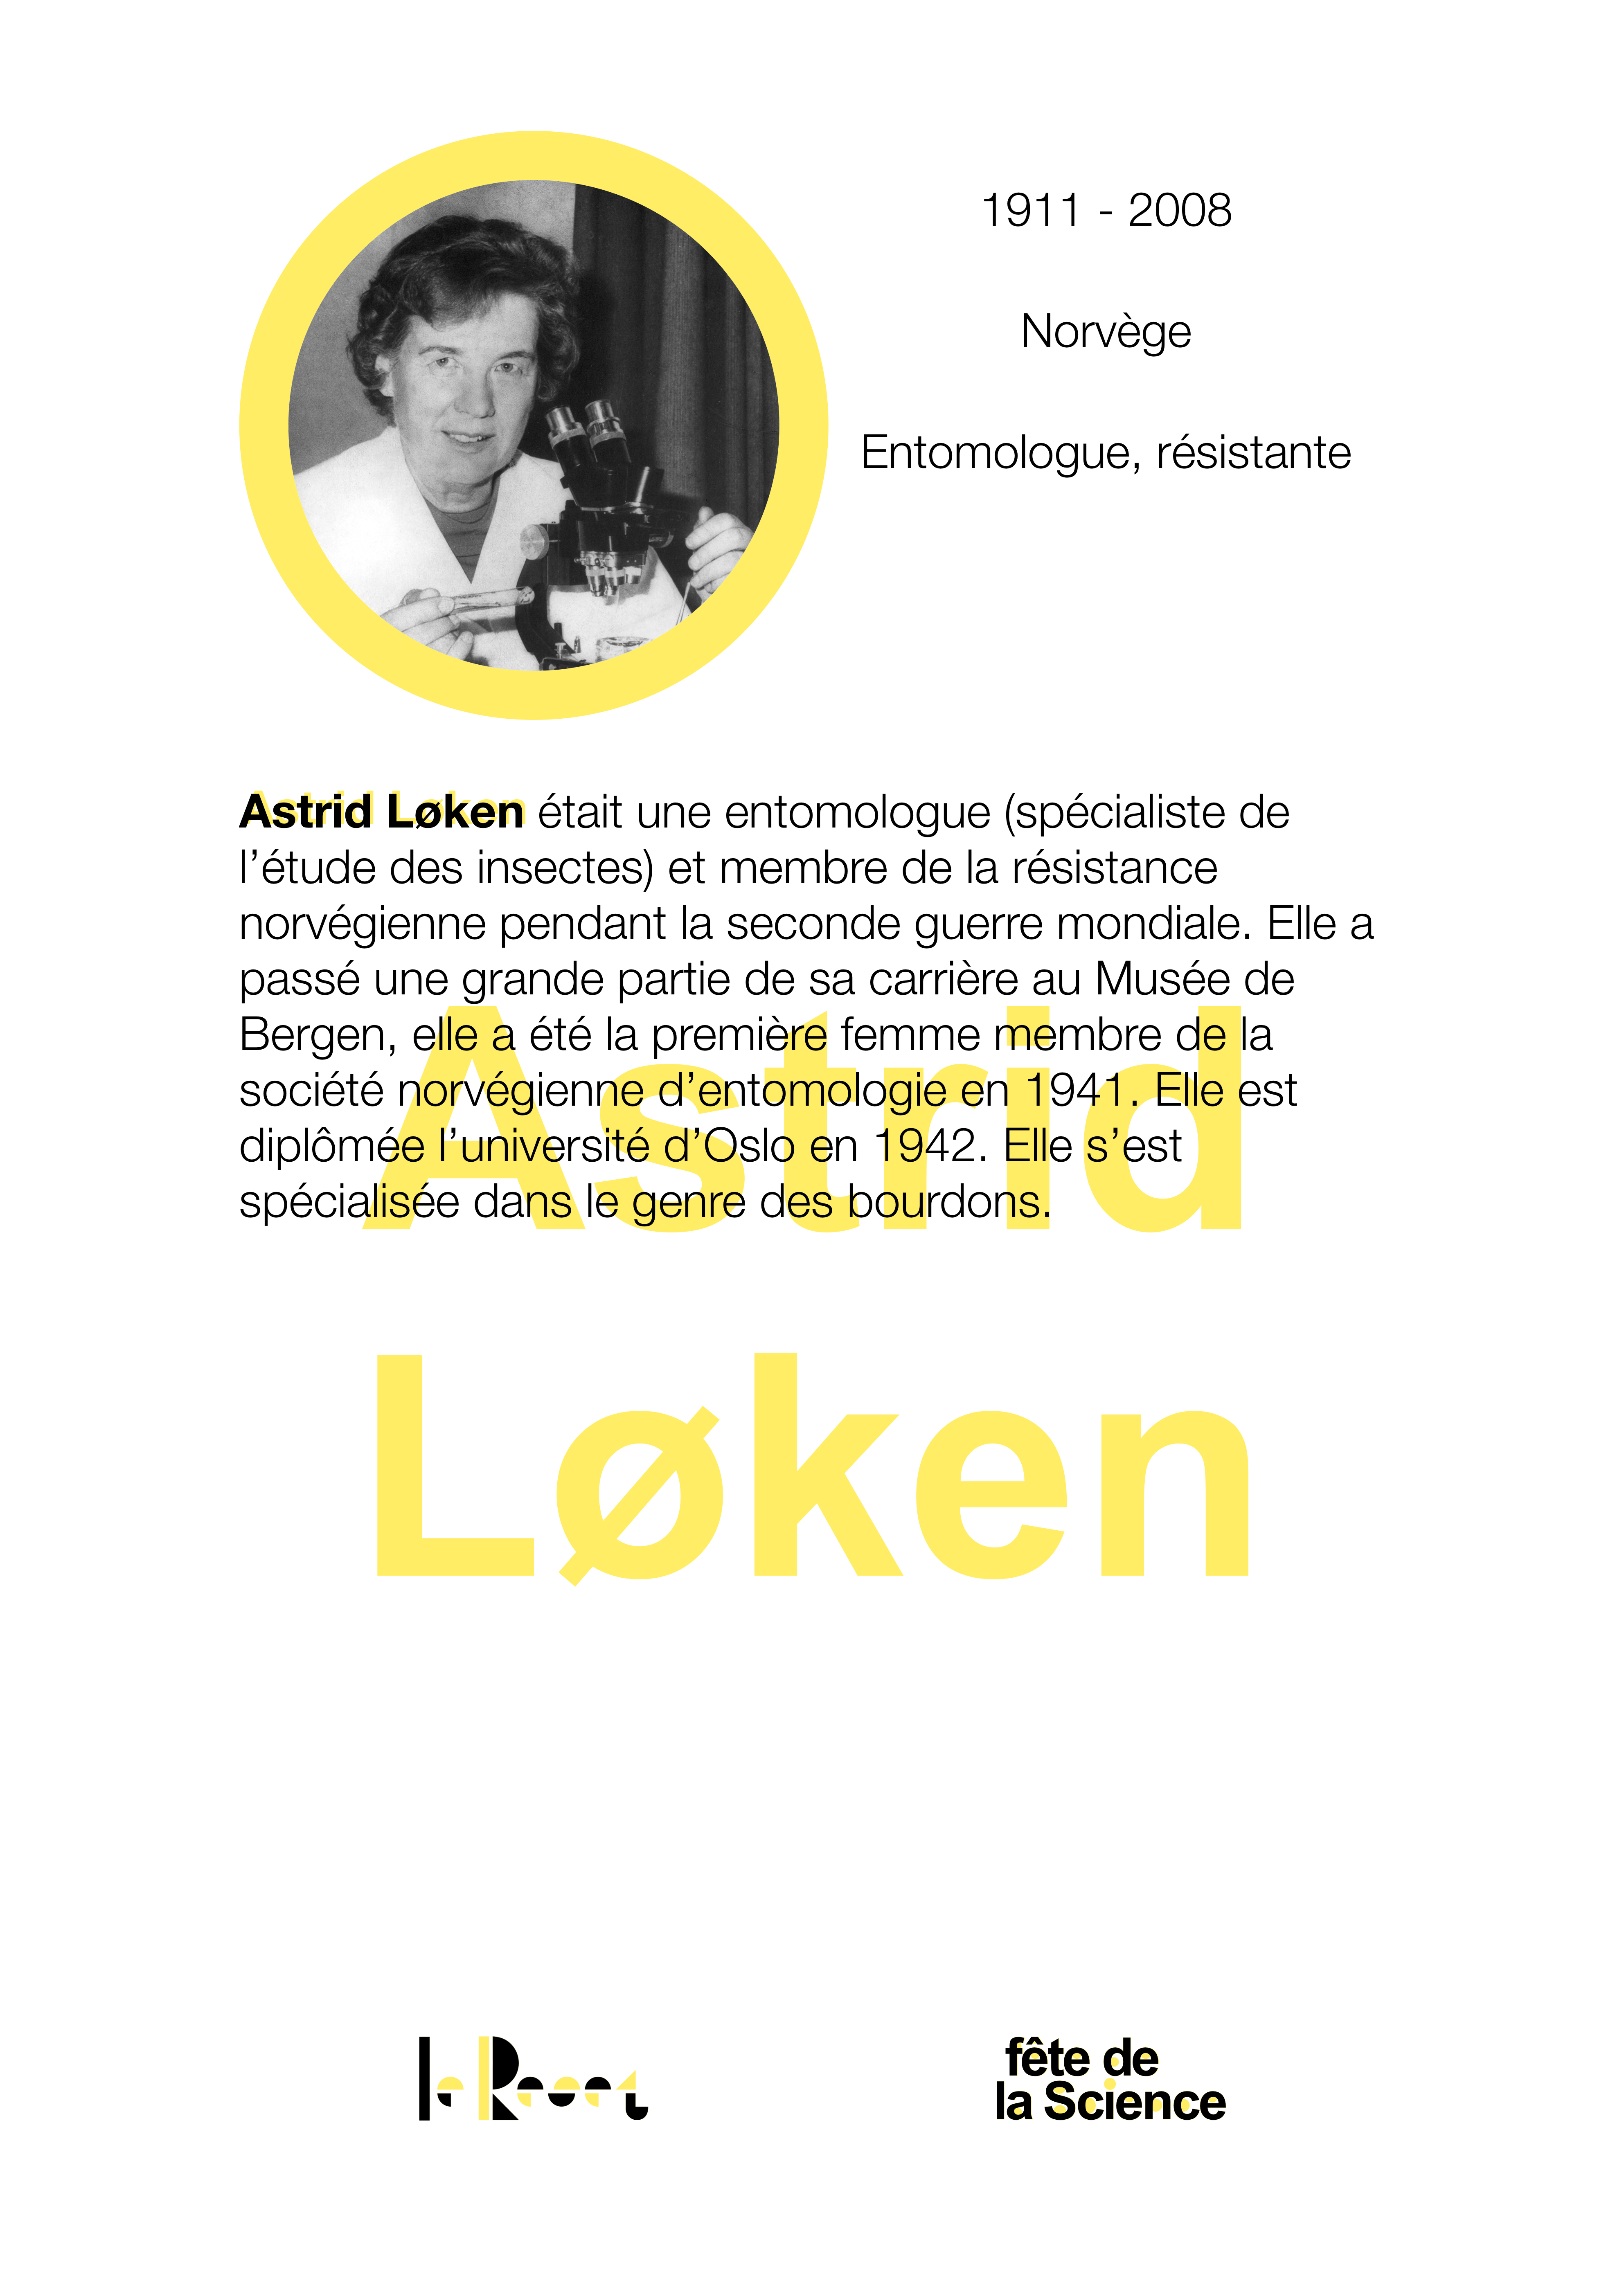 1911 - 2008
Norvège
Entomologue, résistante
Astrid Løken était une entomologue (spécialiste de
l’étude des insectes) et membre de la résistance
norvégienne pendant la seconde guerre mondiale. Elle a
passé une grande partie de sa carrière au Musée de
Bergen, elle a été la première femme membre de la
société norvégienne d’entomologie en 1941. Elle est
diplômée l’université d’Oslo en 1942. Elle s’est
spécialisée dans le genre des bourdons.
Astrid
Løken
le Reset
fête de
la Science